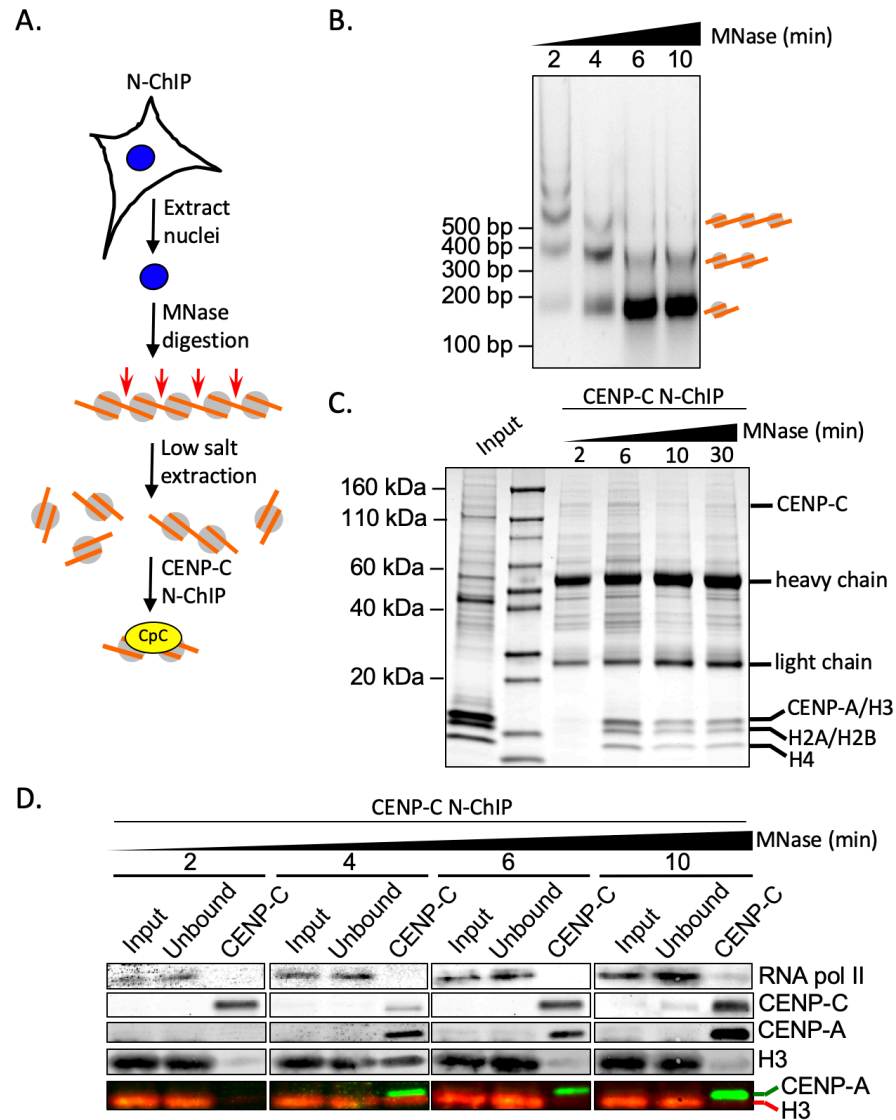 A.
N-ChIP
Extract
nuclei
MNase
digestion
Low salt
extraction
CENP-C
N-ChIP
CpC
B.
MNase (min)
2 4 6 10
500 bp
400 bp
300 bp
200 bp
100 bp
C.
CENP-C N-ChIP
Input
MNase (min)
2 6 10 30
160 kDa
110 kDa
60 kDa
40 kDa
20 kDa
CENP-C
heavy chain
light chain
CENP-A/H3
H2A/H2B
H4
D.
CENP-C N-ChIP
MNase (min)
2 4 6 10
Input Unbound CENP-C Input Unbound CENP-C Input Unbound CENP-C Input Unbound CENP-C
RNA pol II
CENP-C
CENP-A
H3
CENP-A
H3